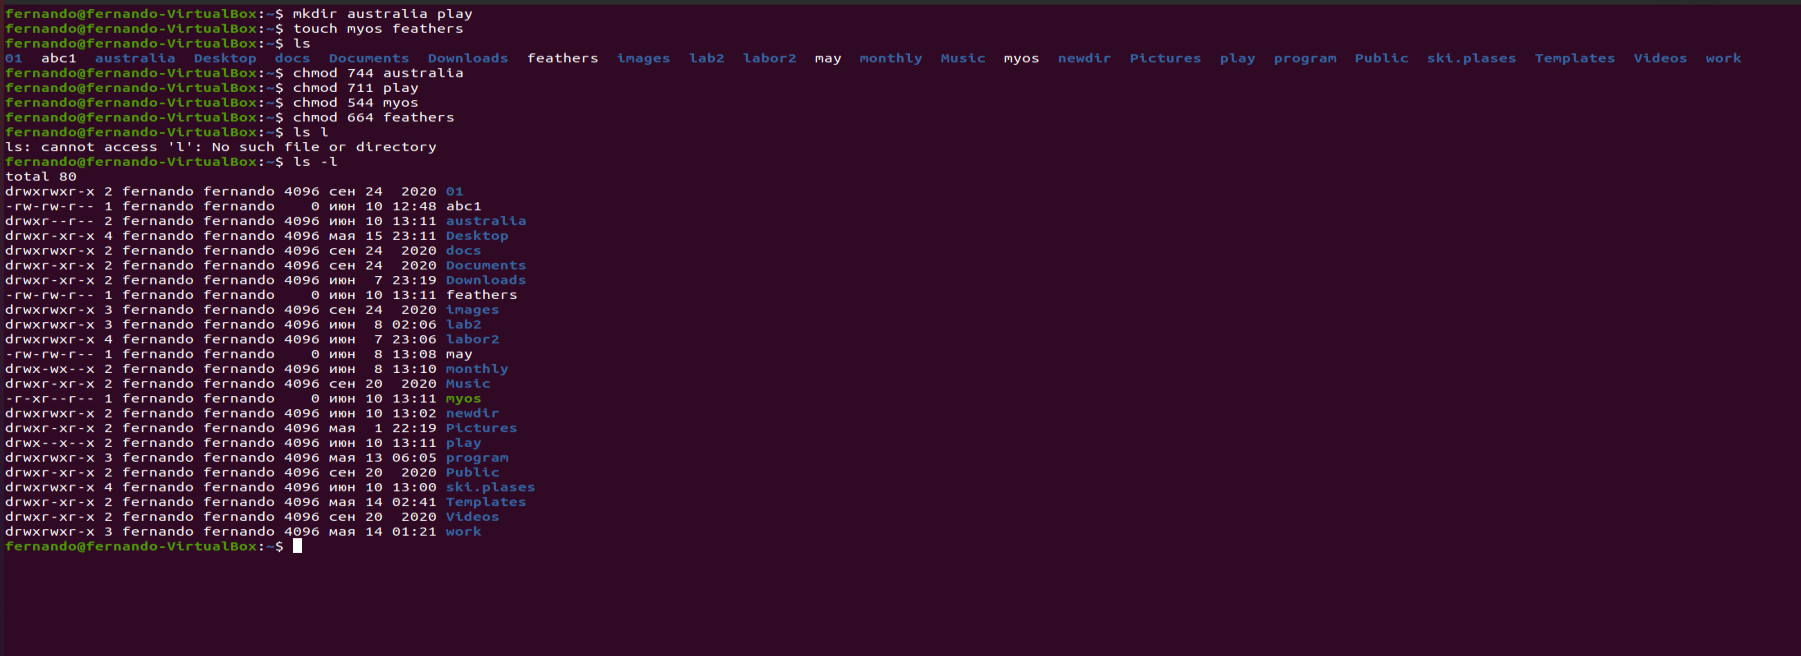 fernando@fernando-VirtualBox:~$ mkdir australia play
fernando@fernando-VirtualBox:~$ touch myos feathers
fernando@fernando-VirtualBox:~$ ls
01  abc1  australia  Desktop  docs  Documents  Downloads  feathers  images  lab2  labor2  may  monthly  Music  myos  newdir  Pictures  play  program  Public  ski.plases  Templates  Videos  work
fernando@fernando-VirtualBox:~$ chmod 744 australia
fernando@fernando-VirtualBox:~$ chmod 711 play
fernando@fernando-VirtualBox:~$ chmod 544 myos
fernando@fernando-VirtualBox:~$ chmod 664 feathers
fernando@fernando-VirtualBox:~$ ls l
ls: cannot access 'l': No such file or directory
fernando@fernando-VirtualBox:~$ ls -l
total 80
drwxrwxr-x 2 fernando fernando 4096 сен 24  2020 01
-rw-rw-r-- 1 fernando fernando    0 июн 10 12:48 abc1
drwxr--r-- 2 fernando fernando 4096 июн 10 13:11 australia
drwxr-xr-x 4 fernando fernando 4096 мая 15 23:11 Desktop
drwxrwxr-x 2 fernando fernando 4096 сен 24  2020 docs
drwxr-xr-x 2 fernando fernando 4096 сен 24  2020 Documents
drwxr-xr-x 2 fernando fernando 4096 июн  7 23:19 Downloads
-rw-rw-r-- 1 fernando fernando    0 июн 10 13:11 feathers
drwxrwxr-x 3 fernando fernando 4096 сен 24  2020 images
drwxrwxr-x 3 fernando fernando 4096 июн  8 02:06 lab2
drwxrwxr-x 4 fernando fernando 4096 июн  7 23:06 labor2
-rw-rw-r-- 1 fernando fernando    0 июн  8 13:08 may
drwx-wx--x 2 fernando fernando 4096 июн  8 13:10 monthly
drwxr-xr-x 2 fernando fernando 4096 сен 20  2020 Music
-r-xr--r-- 1 fernando fernando    0 июн 10 13:11 myos
drwxrwxr-x 2 fernando fernando 4096 июн 10 13:02 newdir
drwxr-xr-x 2 fernando fernando 4096 мая  1 22:19 Pictures
drwx--x--x 2 fernando fernando 4096 июн 10 13:11 play
drwxrwxr-x 3 fernando fernando 4096 мая 13 06:05 program
drwxr-xr-x 2 fernando fernando 4096 сен 20  2020 Public
drwxrwxr-x 4 fernando fernando 4096 июн 10 13:00 ski.plases
drwxr-xr-x 2 fernando fernando 4096 мая 14 02:41 Templates
drwxr-xr-x 2 fernando fernando 4096 сен 20  2020 Videos
drwxrwxr-x 3 fernando fernando 4096 мая 14 01:21 work
fernando@fernando-VirtualBox:~$